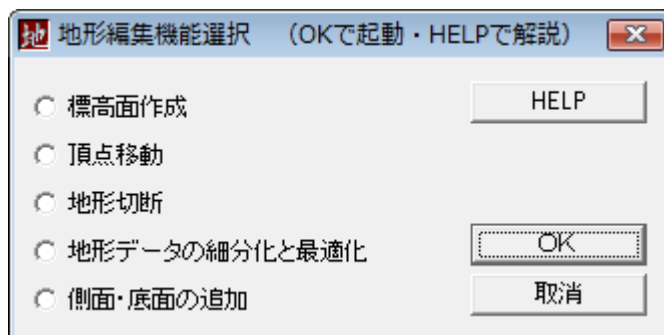 地 地形編集機能選択 （OKで起動・HELPで解説）
標高面作成
HELP
頂点移動
地形切断
地形データの細分化と最適化
OK
側面・底面の追加
取消